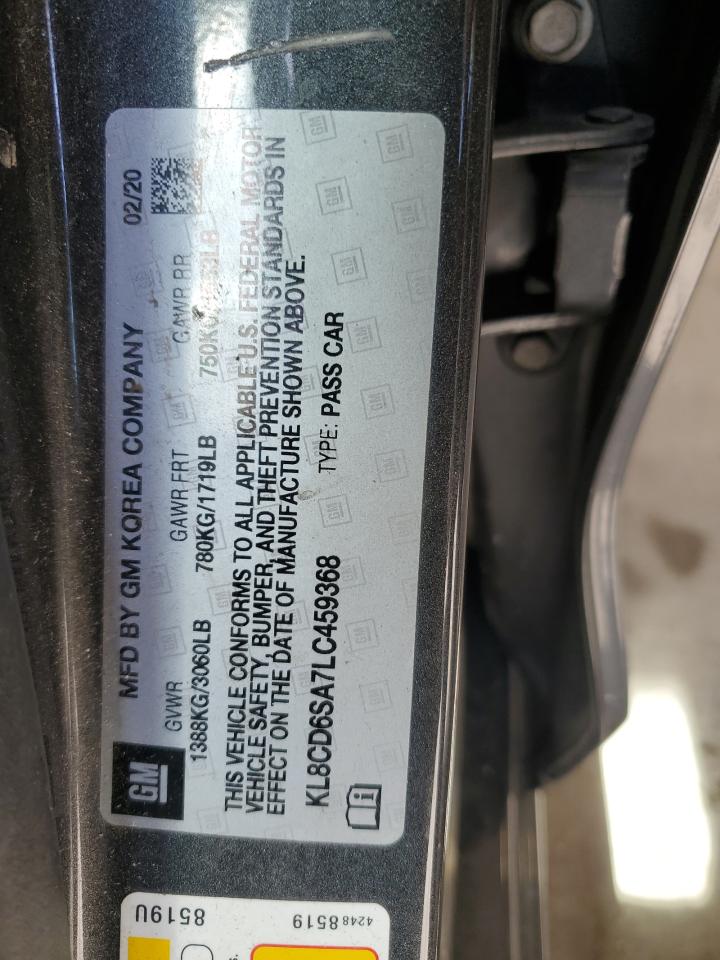 GM
MFD BY GM KOREA COMPANY 02/20
GVWR GAWR FRT GAWR RR
1388KG/3060LB 780KG/1719LB 750KG
THIS VEHICLE CONFORMS TO ALL APPLICABLE U.S. FEDERAL MOTOR
VEHICLE SAFETY, BUMPER, AND THEFT PREVENTION STANDARDS IN
EFFECT ON THE DATE OF MANUFACTURE SHOWN ABOVE.
KL8CD6SA7LC459368 TYPE: PASS CAR
8519U
42488519